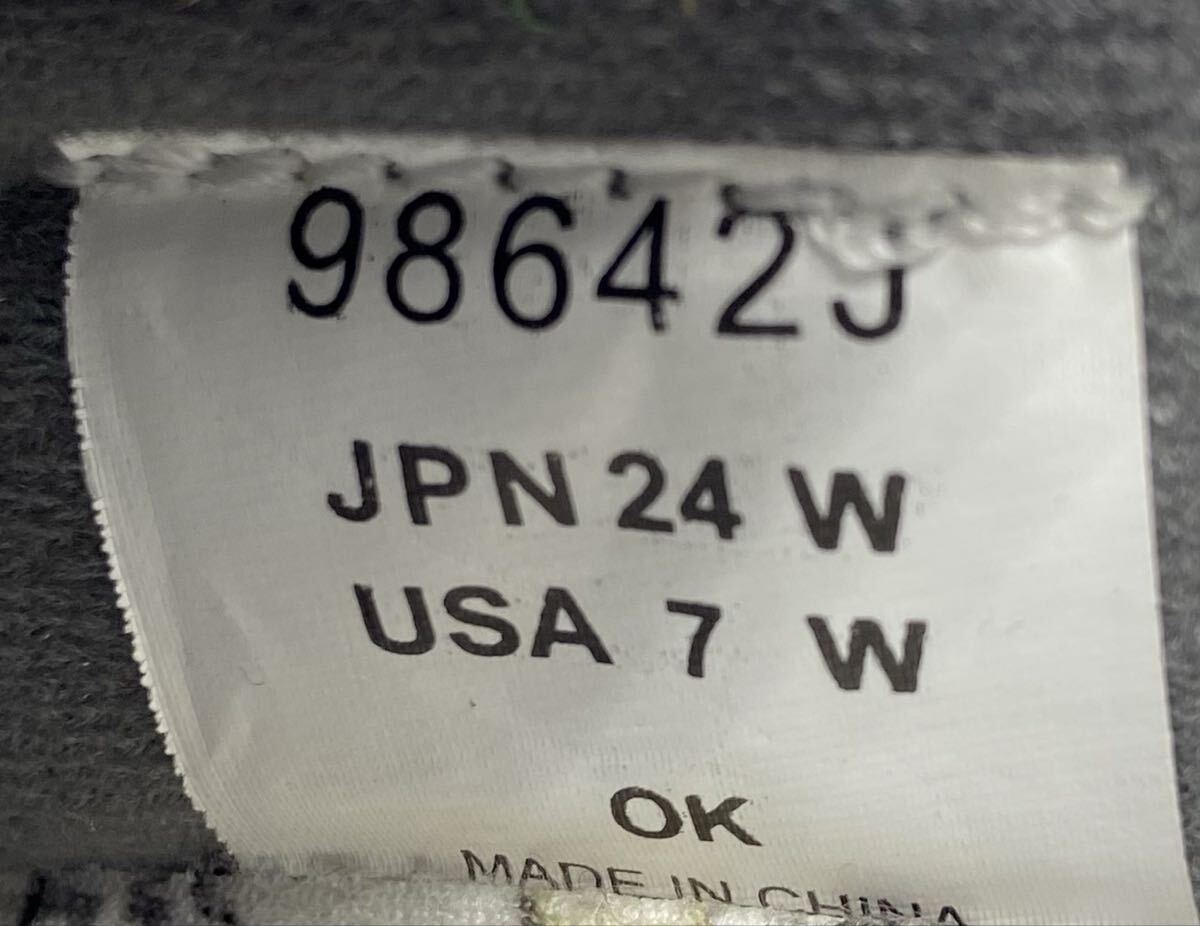 98642J
JPN 24 W
USA 7 W
OK
MADE IN CHINA